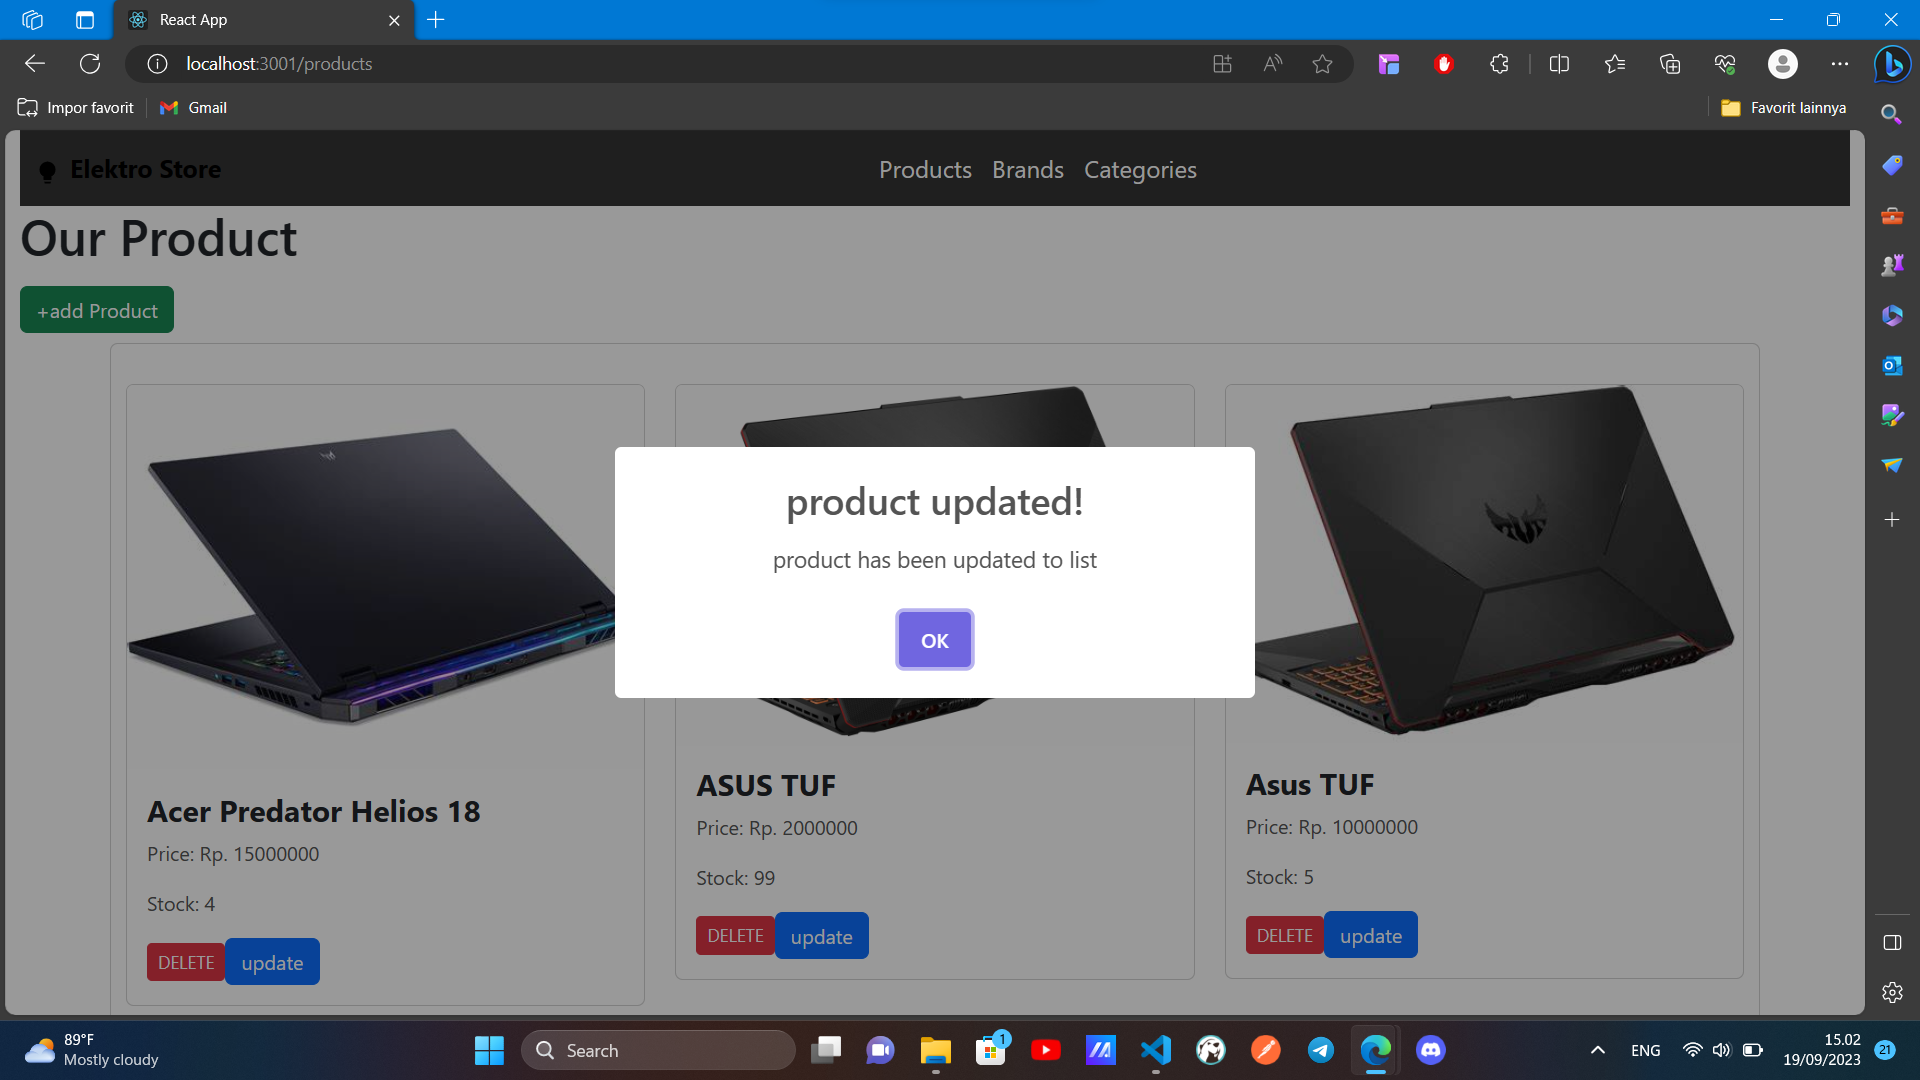 React App
localhost:3001/products
Impor favorit
Gmail
Favorit lainnya
Elektro Store
Products
Brands
Categories
Our Product
+add Product
product updated!
product has been updated to list
OK
Acer Predator Helios 18
Price: Rp. 15000000
Stock: 4
DELETE
update
ASUS TUF
Price: Rp. 2000000
Stock: 99
DELETE
update
Asus TUF
Price: Rp. 10000000
Stock: 5
DELETE
update
89°F
Mostly cloudy
Search
1
ENG
15.02
19/09/2023
21